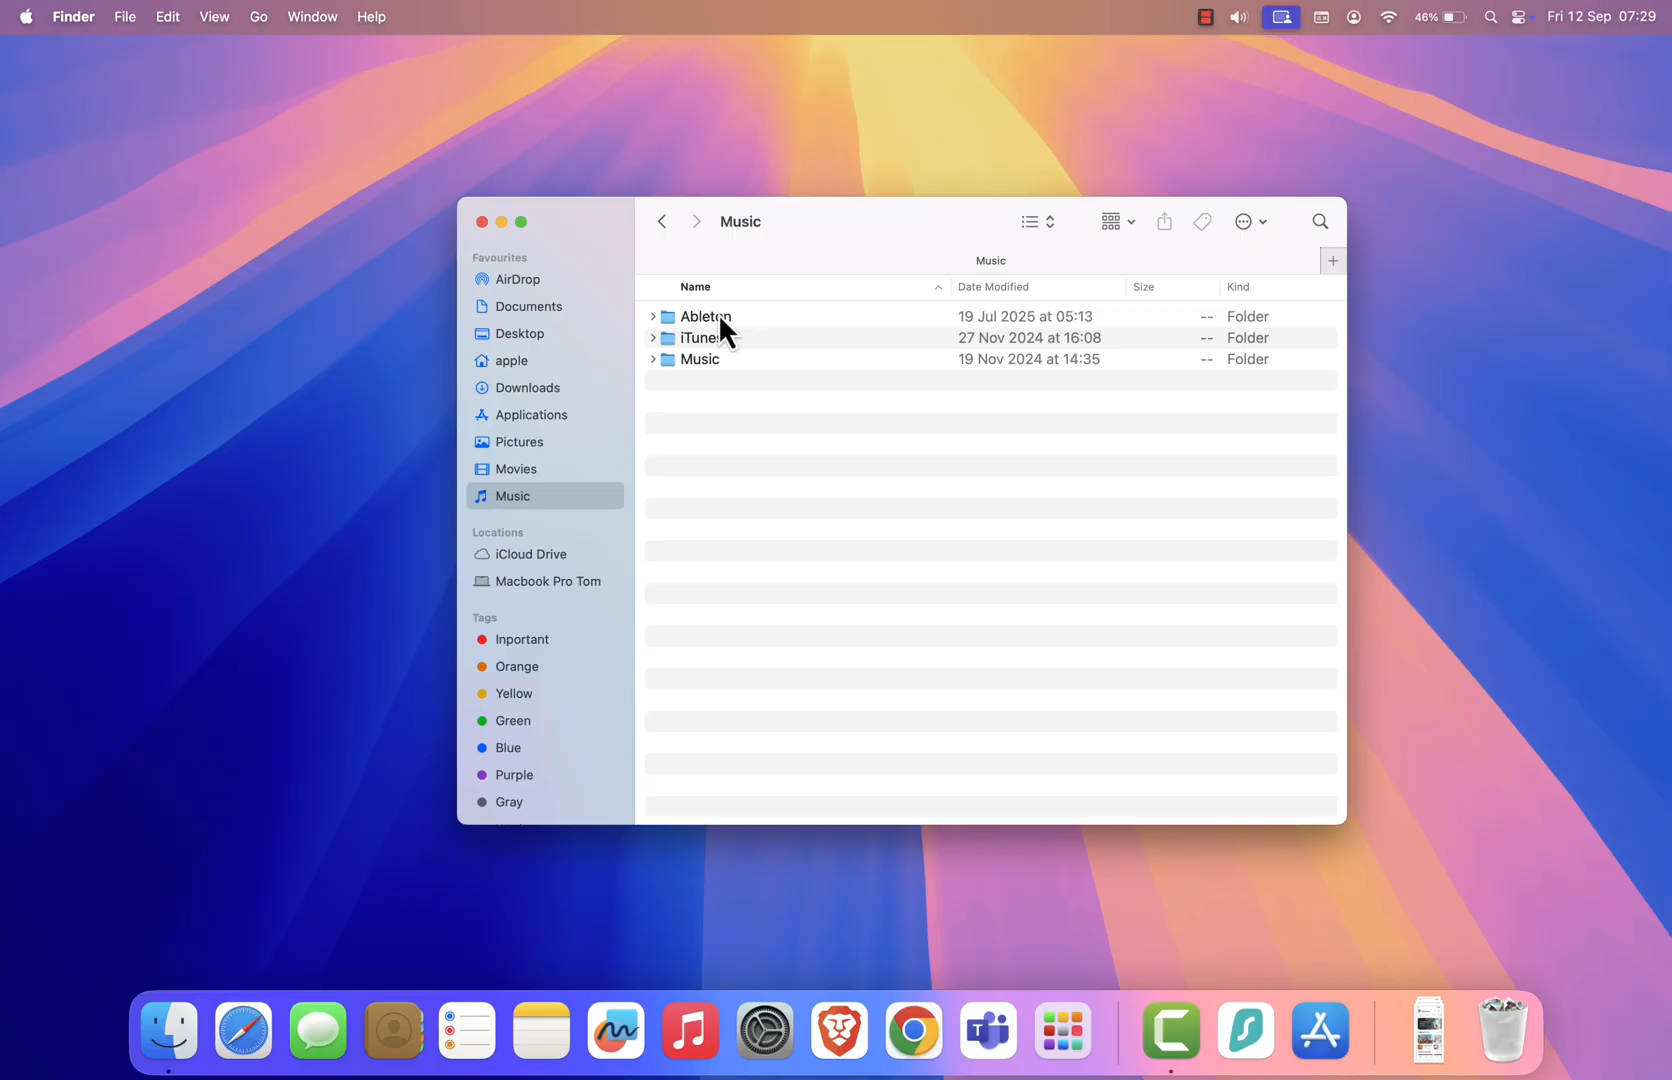 Finder File Edit View Go Window Help 46% Fri 12 Sep 07:29
Music
Music
Favourites
AirDrop
Documents
Desktop
apple
Downloads
Applications
Pictures
Movies
Music
Locations
iCloud Drive
Macbook Pro Tom
Tags
Inportant
Orange
Yellow
Green
Blue
Purple
Gray
Name Date Modified Size Kind
Ableton 19 Jul 2025 at 05:13 -- Folder
iTunes 27 Nov 2024 at 16:08 -- Folder
Music 19 Nov 2024 at 14:35 -- Folder